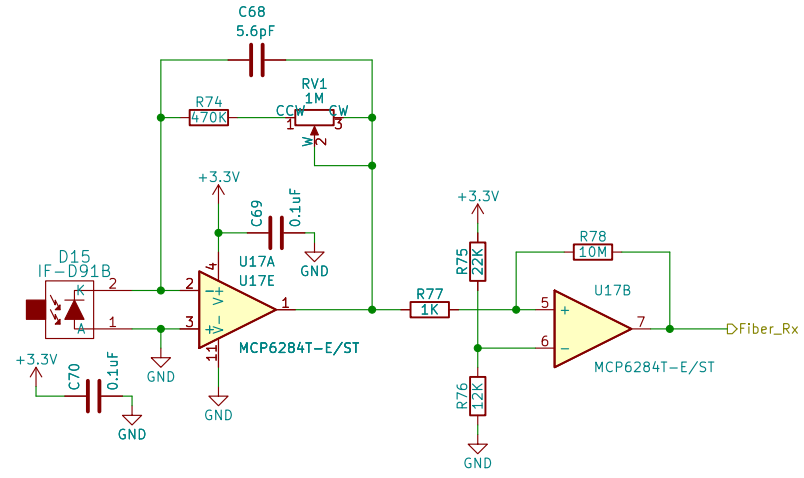 C68
5.6pF
R74
470K
RV1
1M
CCW
CW
1
3
W
2
+3.3V
C69
0.1uF
GND
4
U17A
U17E
D15
IF-D91B
2
K
1
A
2
−
V+
3
+
V−
11
1
MCP6284T-E/ST
GND
GND
+3.3V
C70
0.1uF
GND
+3.3V
R75
22K
R77
1K
R78
10M
U17B
5
+
6
−
7
MCP6284T-E/ST
Fiber_Rx
R76
12K
GND